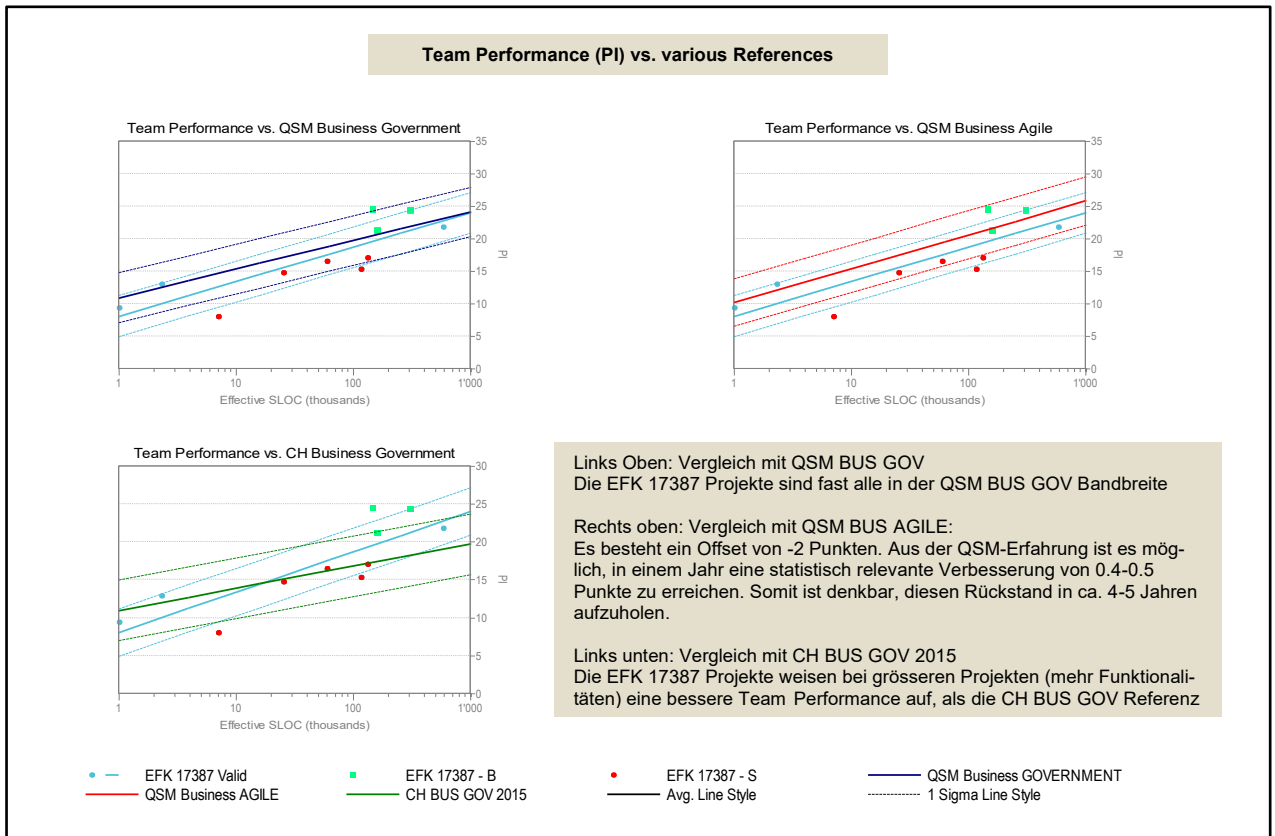 Team Performance (PI) vs. various References
Team Performance vs. QSM Business Government
35
30
25
20
15
10
5
0
PI
1
10
100
1'000
Effective SLOC (thousands)
Team Performance vs. QSM Business Agile
35
30
25
20
15
10
5
0
PI
1
10
100
1'000
Effective SLOC (thousands)
Team Performance vs. CH Business Government
30
25
20
15
10
5
0
PI
1
10
100
1'000
Effective SLOC (thousands)
Links Oben: Vergleich mit QSM BUS GOV
Die EFK 17387 Projekte sind fast alle in der QSM BUS GOV Bandbreite
Rechts oben: Vergleich mit QSM BUS AGILE:
Es besteht ein Offset von -2 Punkten. Aus der QSM-Erfahrung ist es mög-
lich, in einem Jahr eine statistisch relevante Verbesserung von 0.4-0.5
Punkte zu erreichen. Somit ist denkbar, diesen Rückstand in ca. 4-5 Jahren
aufzuholen.
Links unten: Vergleich mit CH BUS GOV 2015
Die EFK 17387 Projekte weisen bei grösseren Projekten (mehr Funktionali-
täten) eine bessere Team Performance auf, als die CH BUS GOV Referenz
EFK 17387 Valid
EFK 17387 - B
EFK 17387 - S
QSM Business GOVERNMENT
QSM Business AGILE
CH BUS GOV 2015
Avg. Line Style
1 Sigma Line Style